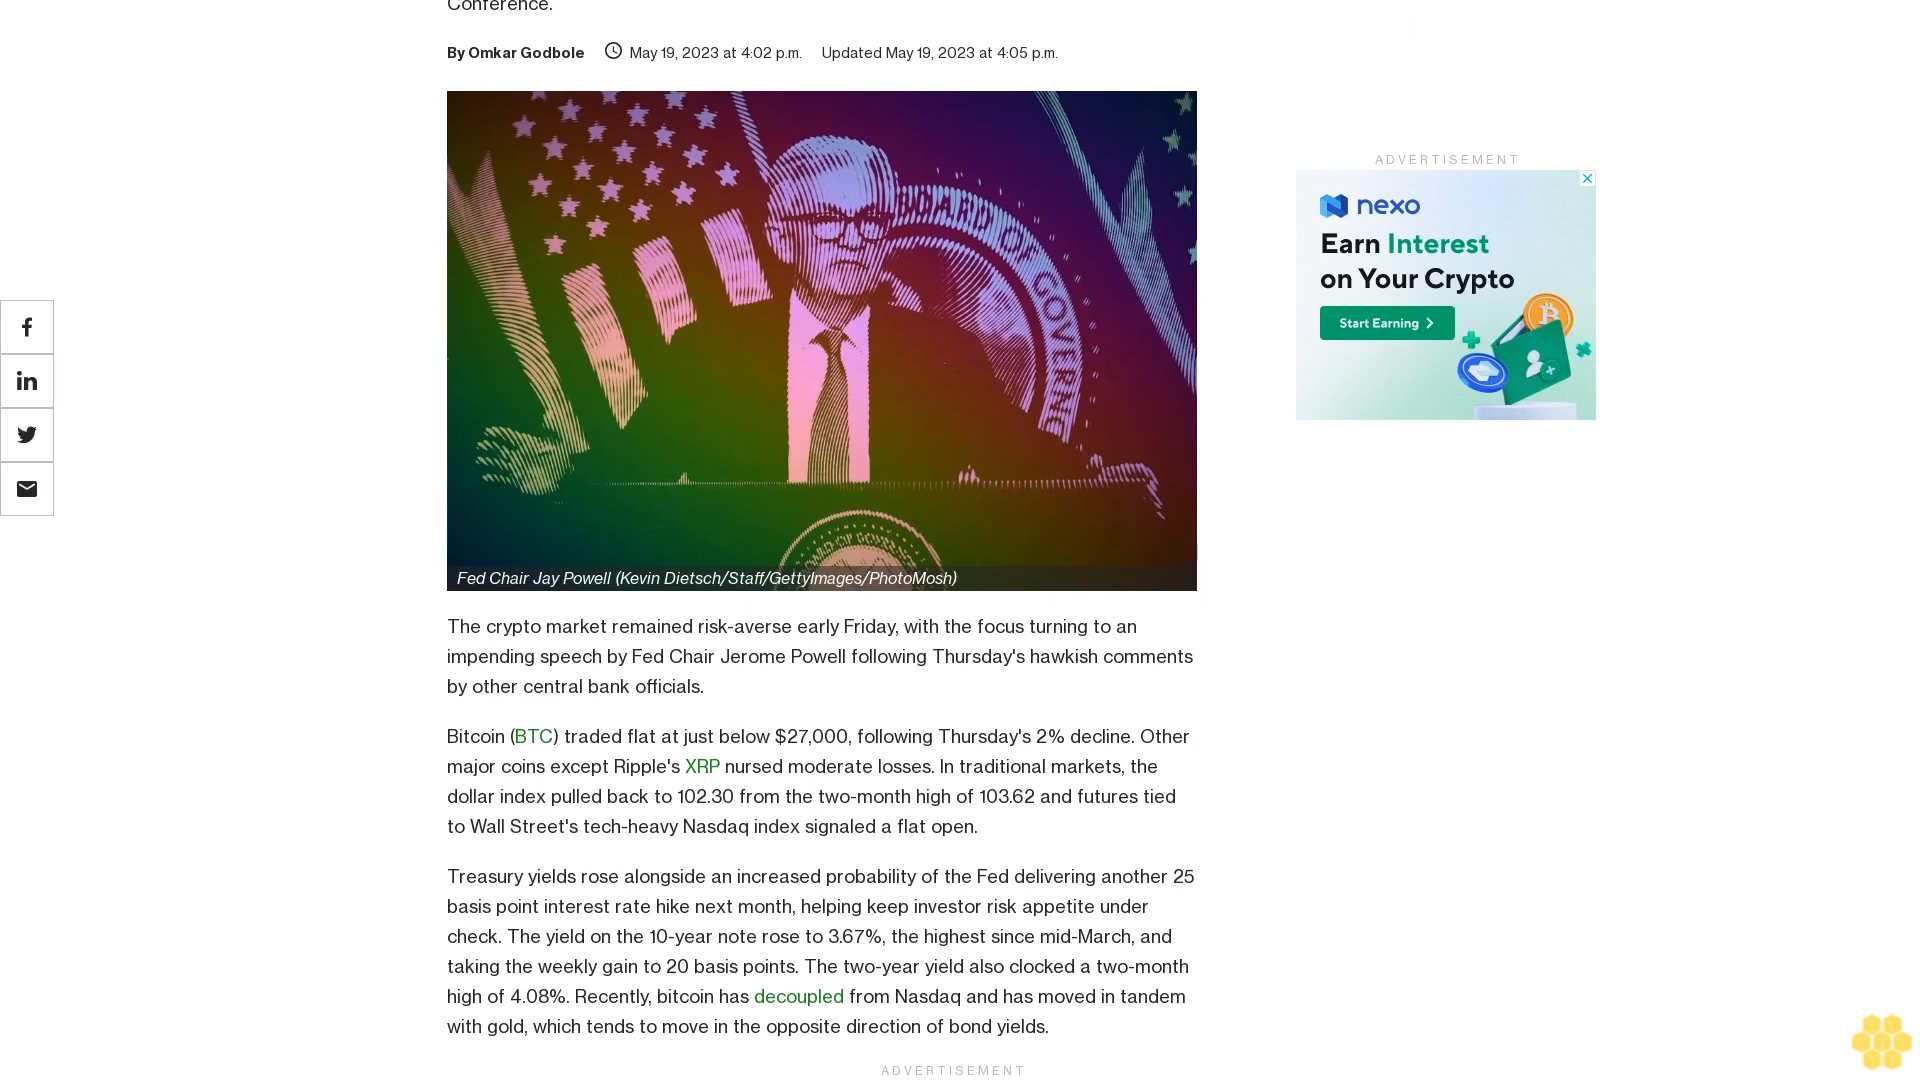 Conference.
By Omkar Godbole May 19, 2023 at 4:02 p.m. Updated May 19, 2023 at 4:05 p.m.
BOARD OF GOVERNO
Fed Chair Jay Powell (Kevin Dietsch/Staff/GettyImages/PhotoMosh)
ADVERTISEMENT
nexo
Earn Interest
on Your Crypto
Start Earning
The crypto market remained risk-averse early Friday, with the focus turning to an
impending speech by Fed Chair Jerome Powell following Thursday's hawkish comments
by other central bank officials.
Bitcoin (BTC) traded flat at just below $27,000, following Thursday's 2% decline. Other
major coins except Ripple's XRP nursed moderate losses. In traditional markets, the
dollar index pulled back to 102.30 from the two-month high of 103.62 and futures tied
to Wall Street's tech-heavy Nasdaq index signaled a flat open.
Treasury yields rose alongside an increased probability of the Fed delivering another 25
basis point interest rate hike next month, helping keep investor risk appetite under
check. The yield on the 10-year note rose to 3.67%, the highest since mid-March, and
taking the weekly gain to 20 basis points. The two-year yield also clocked a two-month
high of 4.08%. Recently, bitcoin has decoupled from Nasdaq and has moved in tandem
with gold, which tends to move in the opposite direction of bond yields.
ADVERTISEMENT